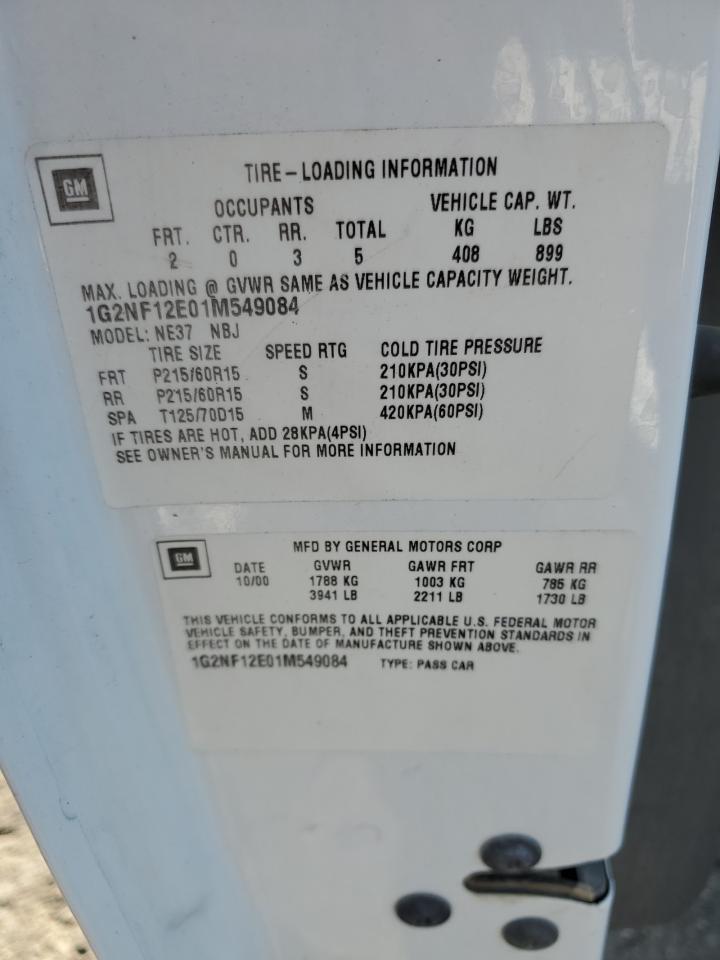 GM
TIRE-LOADING INFORMATION
OCCUPANTS VEHICLE CAP. WT.
FRT. CTR. RR. TOTAL KG LBS
2 0 3 5 408 899
MAX. LOADING @ GVWR SAME AS VEHICLE CAPACITY WEIGHT.
1G2NF12E01M549084
MODEL: NE37 NBJ
TIRE SIZE SPEED RTG COLD TIRE PRESSURE
FRT P215/60R15 S 210KPA(30PSI)
RR P215/60R15 S 210KPA(30PSI)
SPA T125/70D15 M 420KPA(60PSI)
IF TIRES ARE HOT, ADD 28KPA(4PSI)
SEE OWNER'S MANUAL FOR MORE INFORMATION
GM
MFD BY GENERAL MOTORS CORP
DATE GVWR GAWR FRT GAWR RR
10/00 1788 KG 1003 KG 785 KG
3941 LB 2211 LB 1730 LB
THIS VEHICLE CONFORMS TO ALL APPLICABLE U.S. FEDERAL MOTOR
VEHICLE SAFETY, BUMPER, AND THEFT PREVENTION STANDARDS IN
EFFECT ON THE DATE OF MANUFACTURE SHOWN ABOVE.
1G2NF12E01M549084 TYPE: PASS CAR